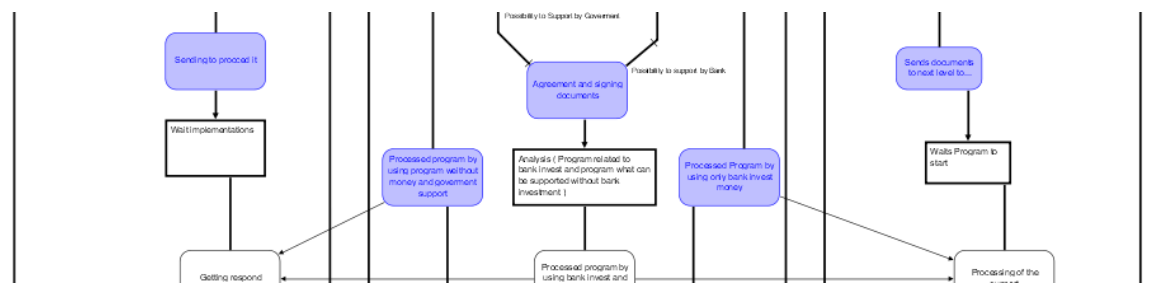 Possibility to Support by Goverment
Sending to procced it
Possibility to support by Bank
Agreement and signing
documents
Sends documents
to next level to...
Wait implementations
Processed program by
using program weithout
money and goverment
support
Analysis ( Program related to
bank invest and program what can
be supported without bank
investment )
Processed Program by
using only bank invest
money
Waits Program to
start
Getting respond
Processed program by
using bank invest and
Processing of the